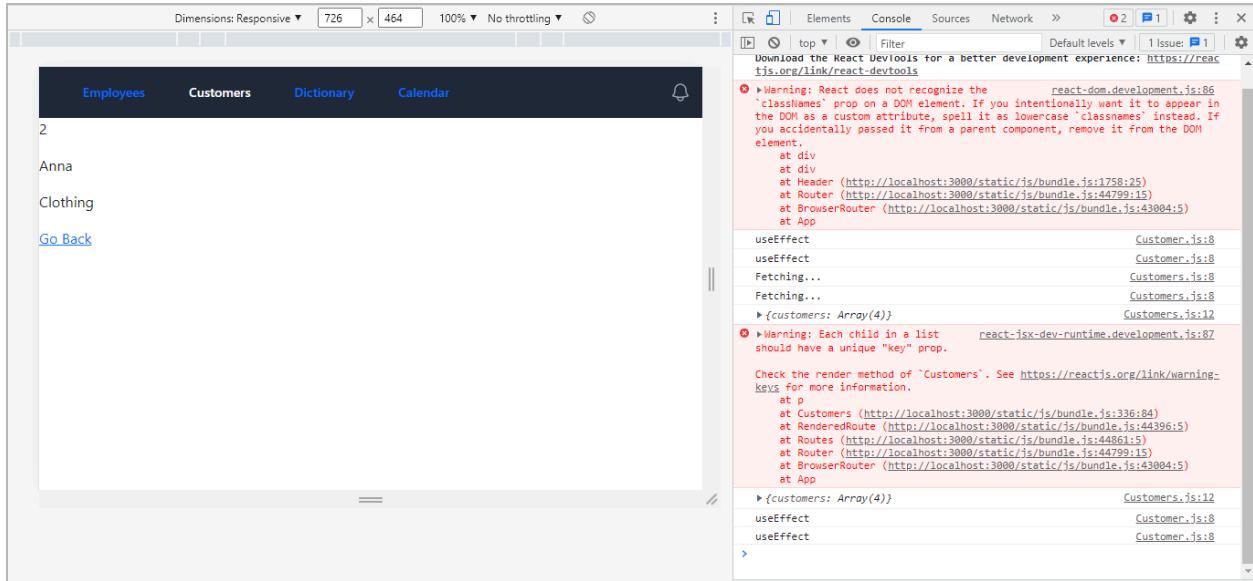 Dimensions: Responsive ▼ 726 × 464 100% ▼ No throttling ▼
Elements Console Sources Network » 2 1
top ▼ Filter Default levels ▼ 1 Issue: 1
Employees Customers Dictionary Calendar
2
Anna
Clothing
Go Back
Download the React DevTools for a better development experience: https://reac
tjs.org/link/react-devtools
▶Warning: React does not recognize the react-dom.development.js:86
`classNames` prop on a DOM element. If you intentionally want it to appear in
the DOM as a custom attribute, spell it as lowercase `classnames` instead. If
you accidentally passed it from a parent component, remove it from the DOM
element.
at div
at div
at Header (http://localhost:3000/static/js/bundle.js:1758:25)
at Router (http://localhost:3000/static/js/bundle.js:44799:15)
at BrowserRouter (http://localhost:3000/static/js/bundle.js:43004:5)
at App
useEffect Customer.js:8
useEffect Customer.js:8
Fetching... Customers.js:8
Fetching... Customers.js:8
▶{customers: Array(4)} Customers.js:12
▶Warning: Each child in a list react-jsx-dev-runtime.development.js:87
should have a unique "key" prop.
Check the render method of `Customers`. See https://reactjs.org/link/warning-
keys for more information.
at p
at Customers (http://localhost:3000/static/js/bundle.js:336:84)
at RenderedRoute (http://localhost:3000/static/js/bundle.js:44396:5)
at Routes (http://localhost:3000/static/js/bundle.js:44861:5)
at Router (http://localhost:3000/static/js/bundle.js:44799:15)
at BrowserRouter (http://localhost:3000/static/js/bundle.js:43004:5)
at App
▶{customers: Array(4)} Customers.js:12
useEffect Customer.js:8
useEffect Customer.js:8